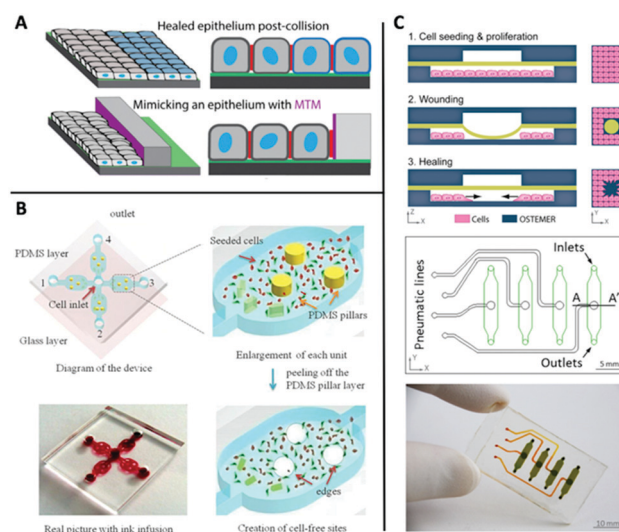 A
Healed epithelium post-collision
Mimicking an epithelium with MTM
B
outlet
PDMS layer
4
1
3
Cell inlet
2
Glass layer
Diagram of the device
Seeded cells
PDMS pillars
Enlargement of each unit
peeling off the
PDMS pillar layer
edges
Real picture with ink infusion
Creation of cell-free sites
C
1. Cell seeding & proliferation
2. Wounding
3. Healing
Z
X
Cells
OSTEMER
Y
X
Pneumatic lines
Inlets
A
A'
Outlets
Y
X
5 mm
10 mm